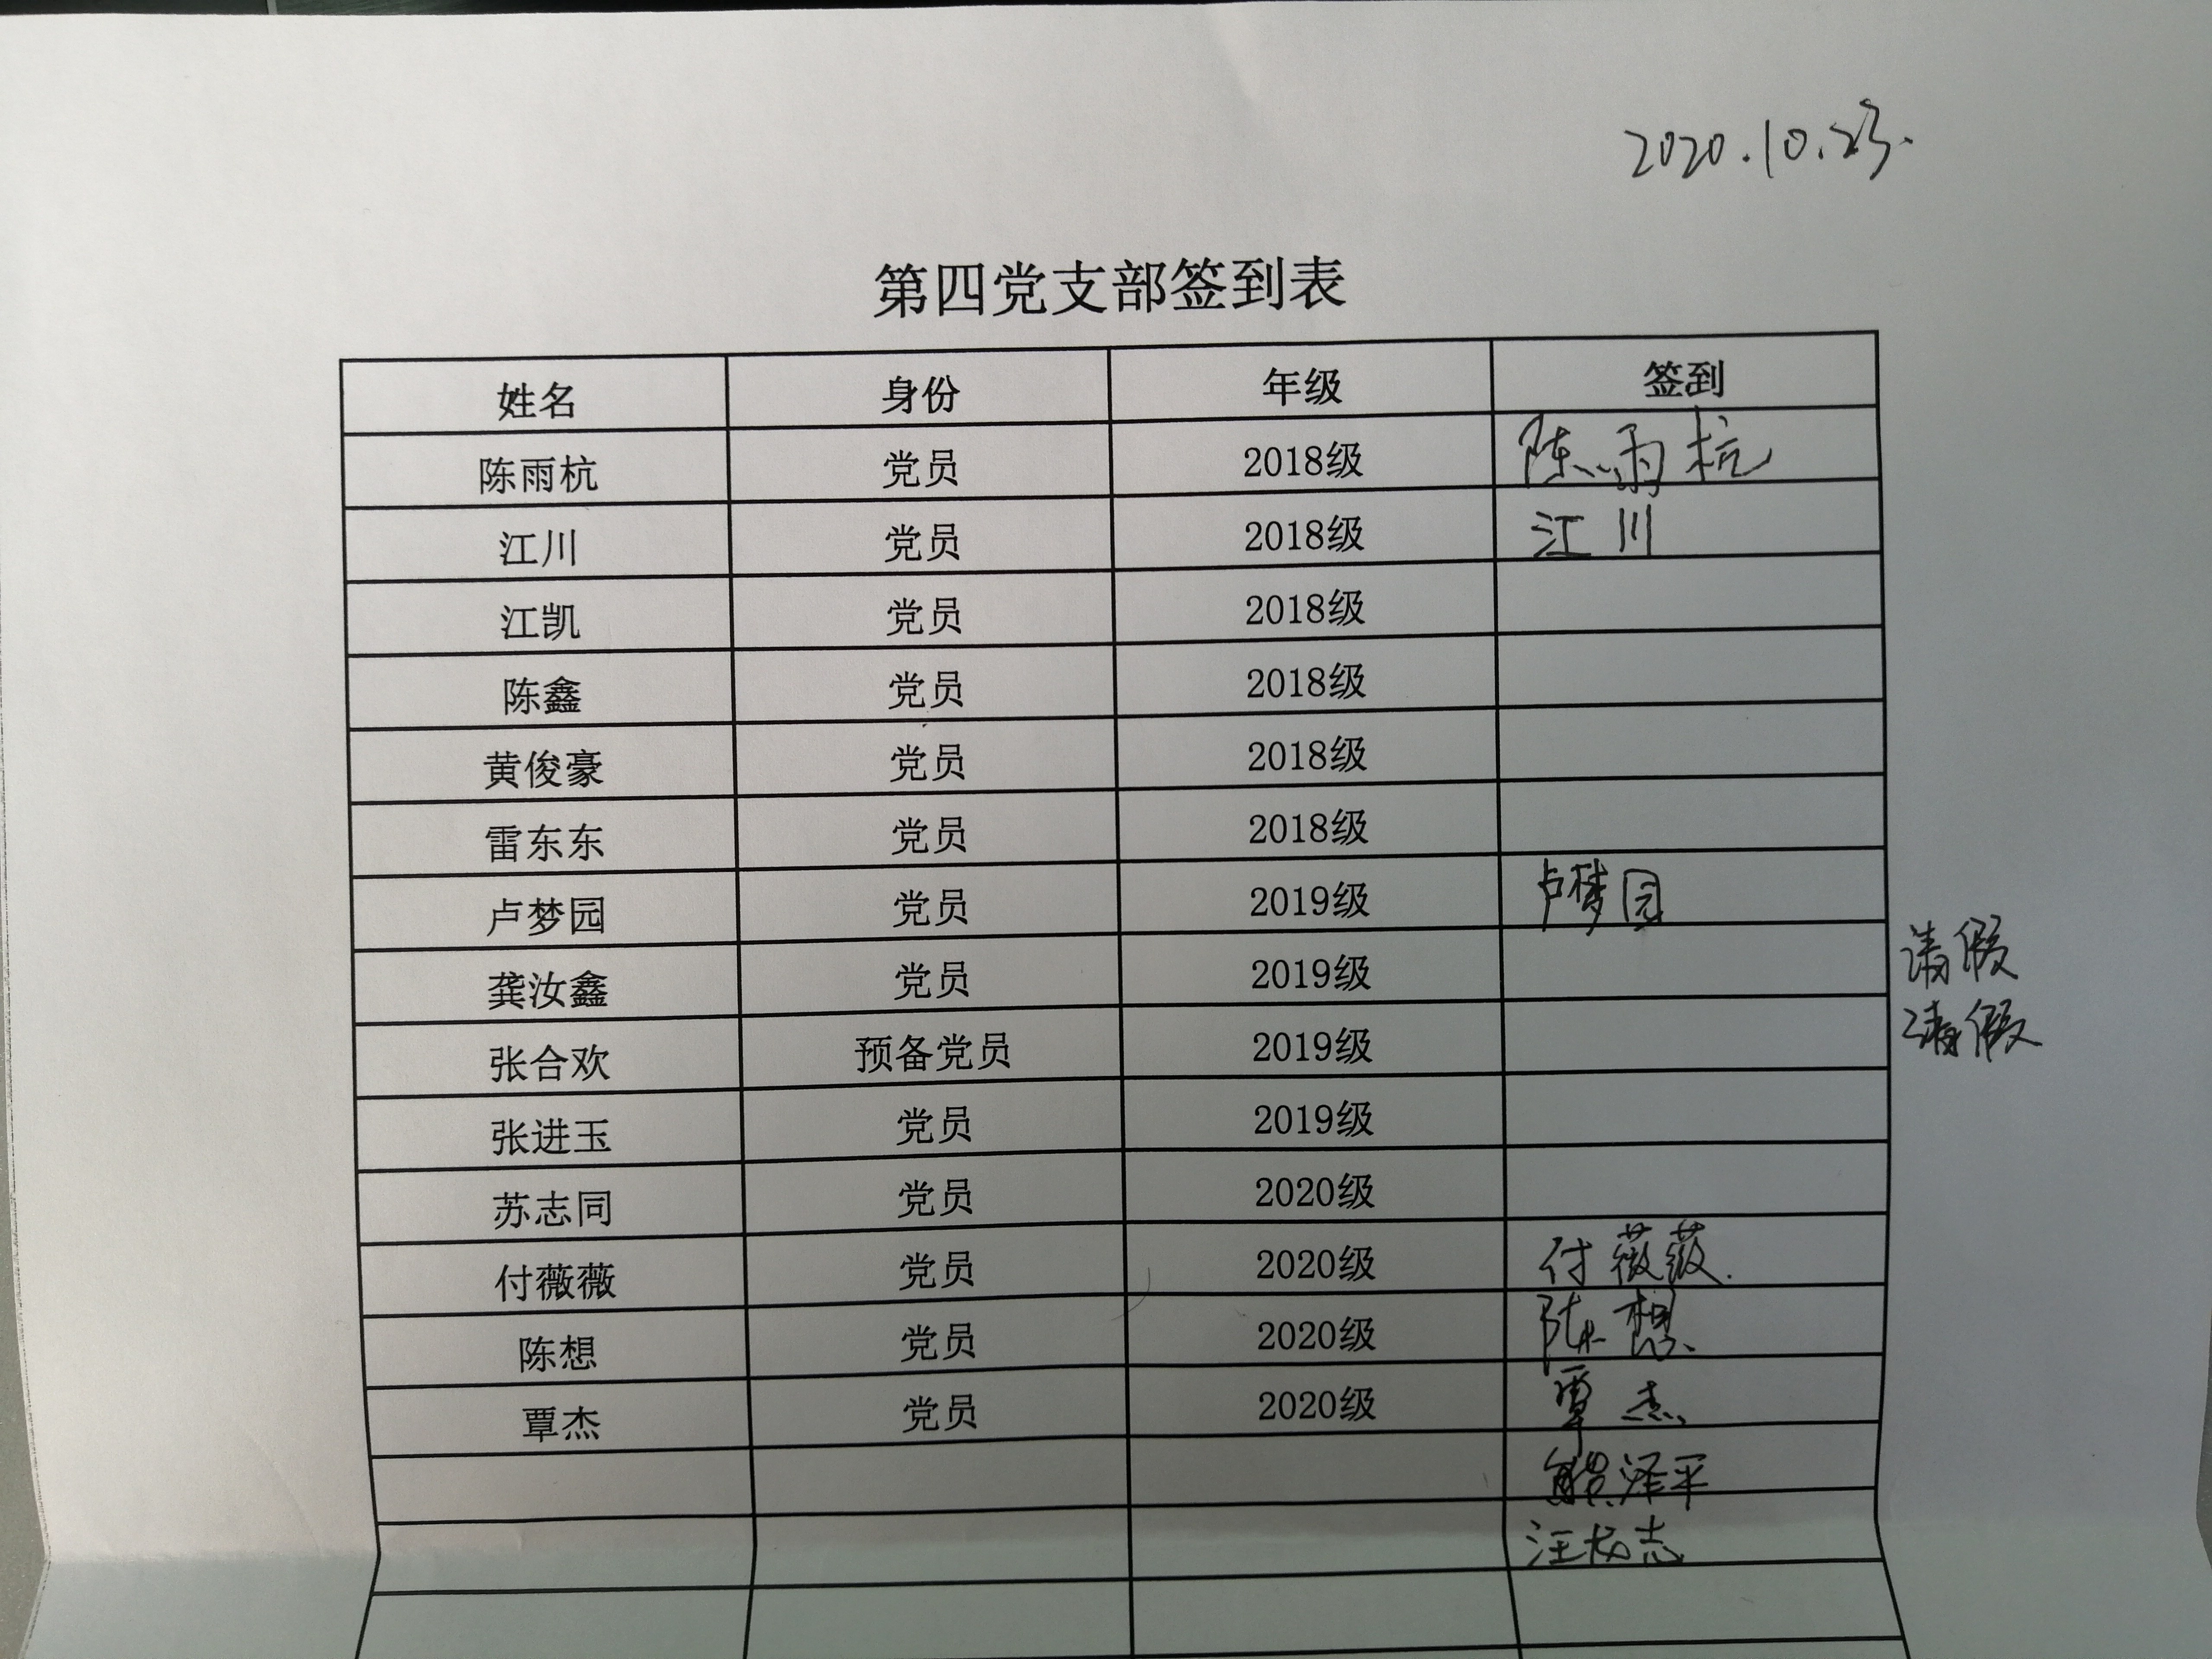 2020.10.23.
第四党支部签到表
姓名 身份 年级 签到
陈雨杭 党员 2018级 陈雨杭
江川 党员 2018级 江川
江凯 党员 2018级
陈鑫 党员 2018级
黄俊豪 党员 2018级
雷东东 党员 2018级
卢梦园 党员 2019级 卢梦园
龚汝鑫 党员 2019级 请假
张合欢 预备党员 2019级 请假
张进玉 党员 2019级
苏志同 党员 2020级
付薇薇 党员 2020级 付薇薇.
陈想 党员 2020级 陈想
覃杰 党员 2020级 覃杰
熊泽平
汪志